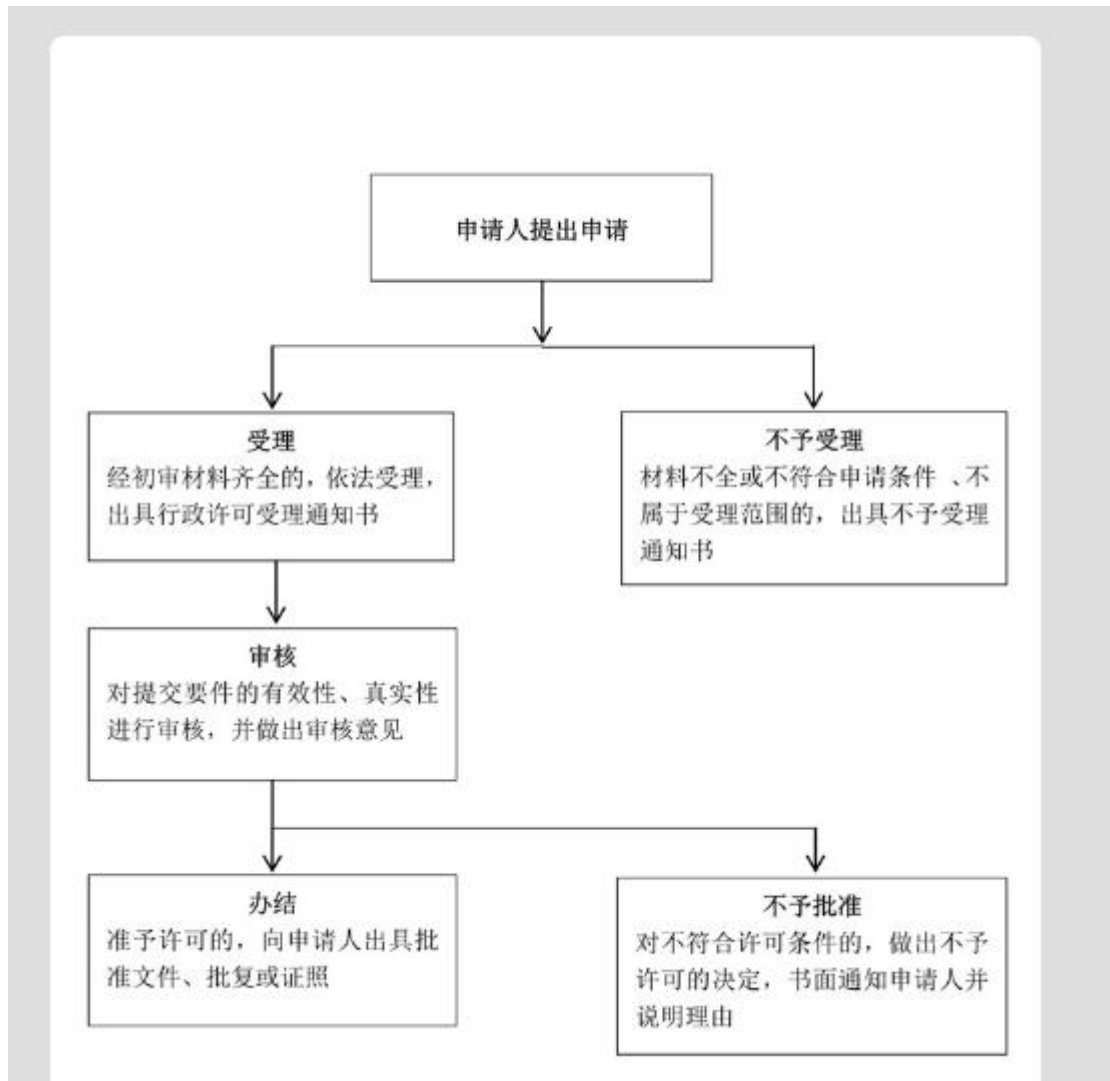 申请人提出申请
受理
经初审材料齐全的，依法受理，
出具行政许可受理通知书
不予受理
材料不全或不符合申请条件 、不
属于受理范围的，出具不予受理
通知书
审核
对提交要件的有效性、真实性
进行审核，并做出审核意见
办结
准予许可的，向申请人出具批
准文件、批复或证照
不予批准
对不符合许可条件的，做出不予
许可的决定，书面通知申请人并
说明理由